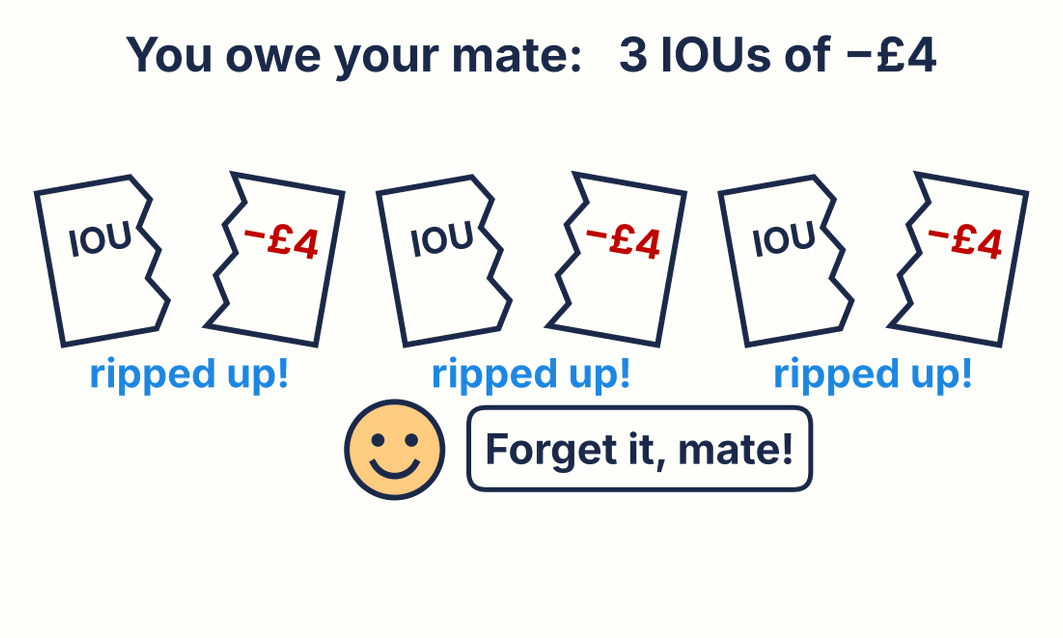 You owe your mate: 3 IOUs of −£4
IOU −£4 IOU −£4 IOU −£4
ripped up! ripped up! ripped up!
Forget it, mate!